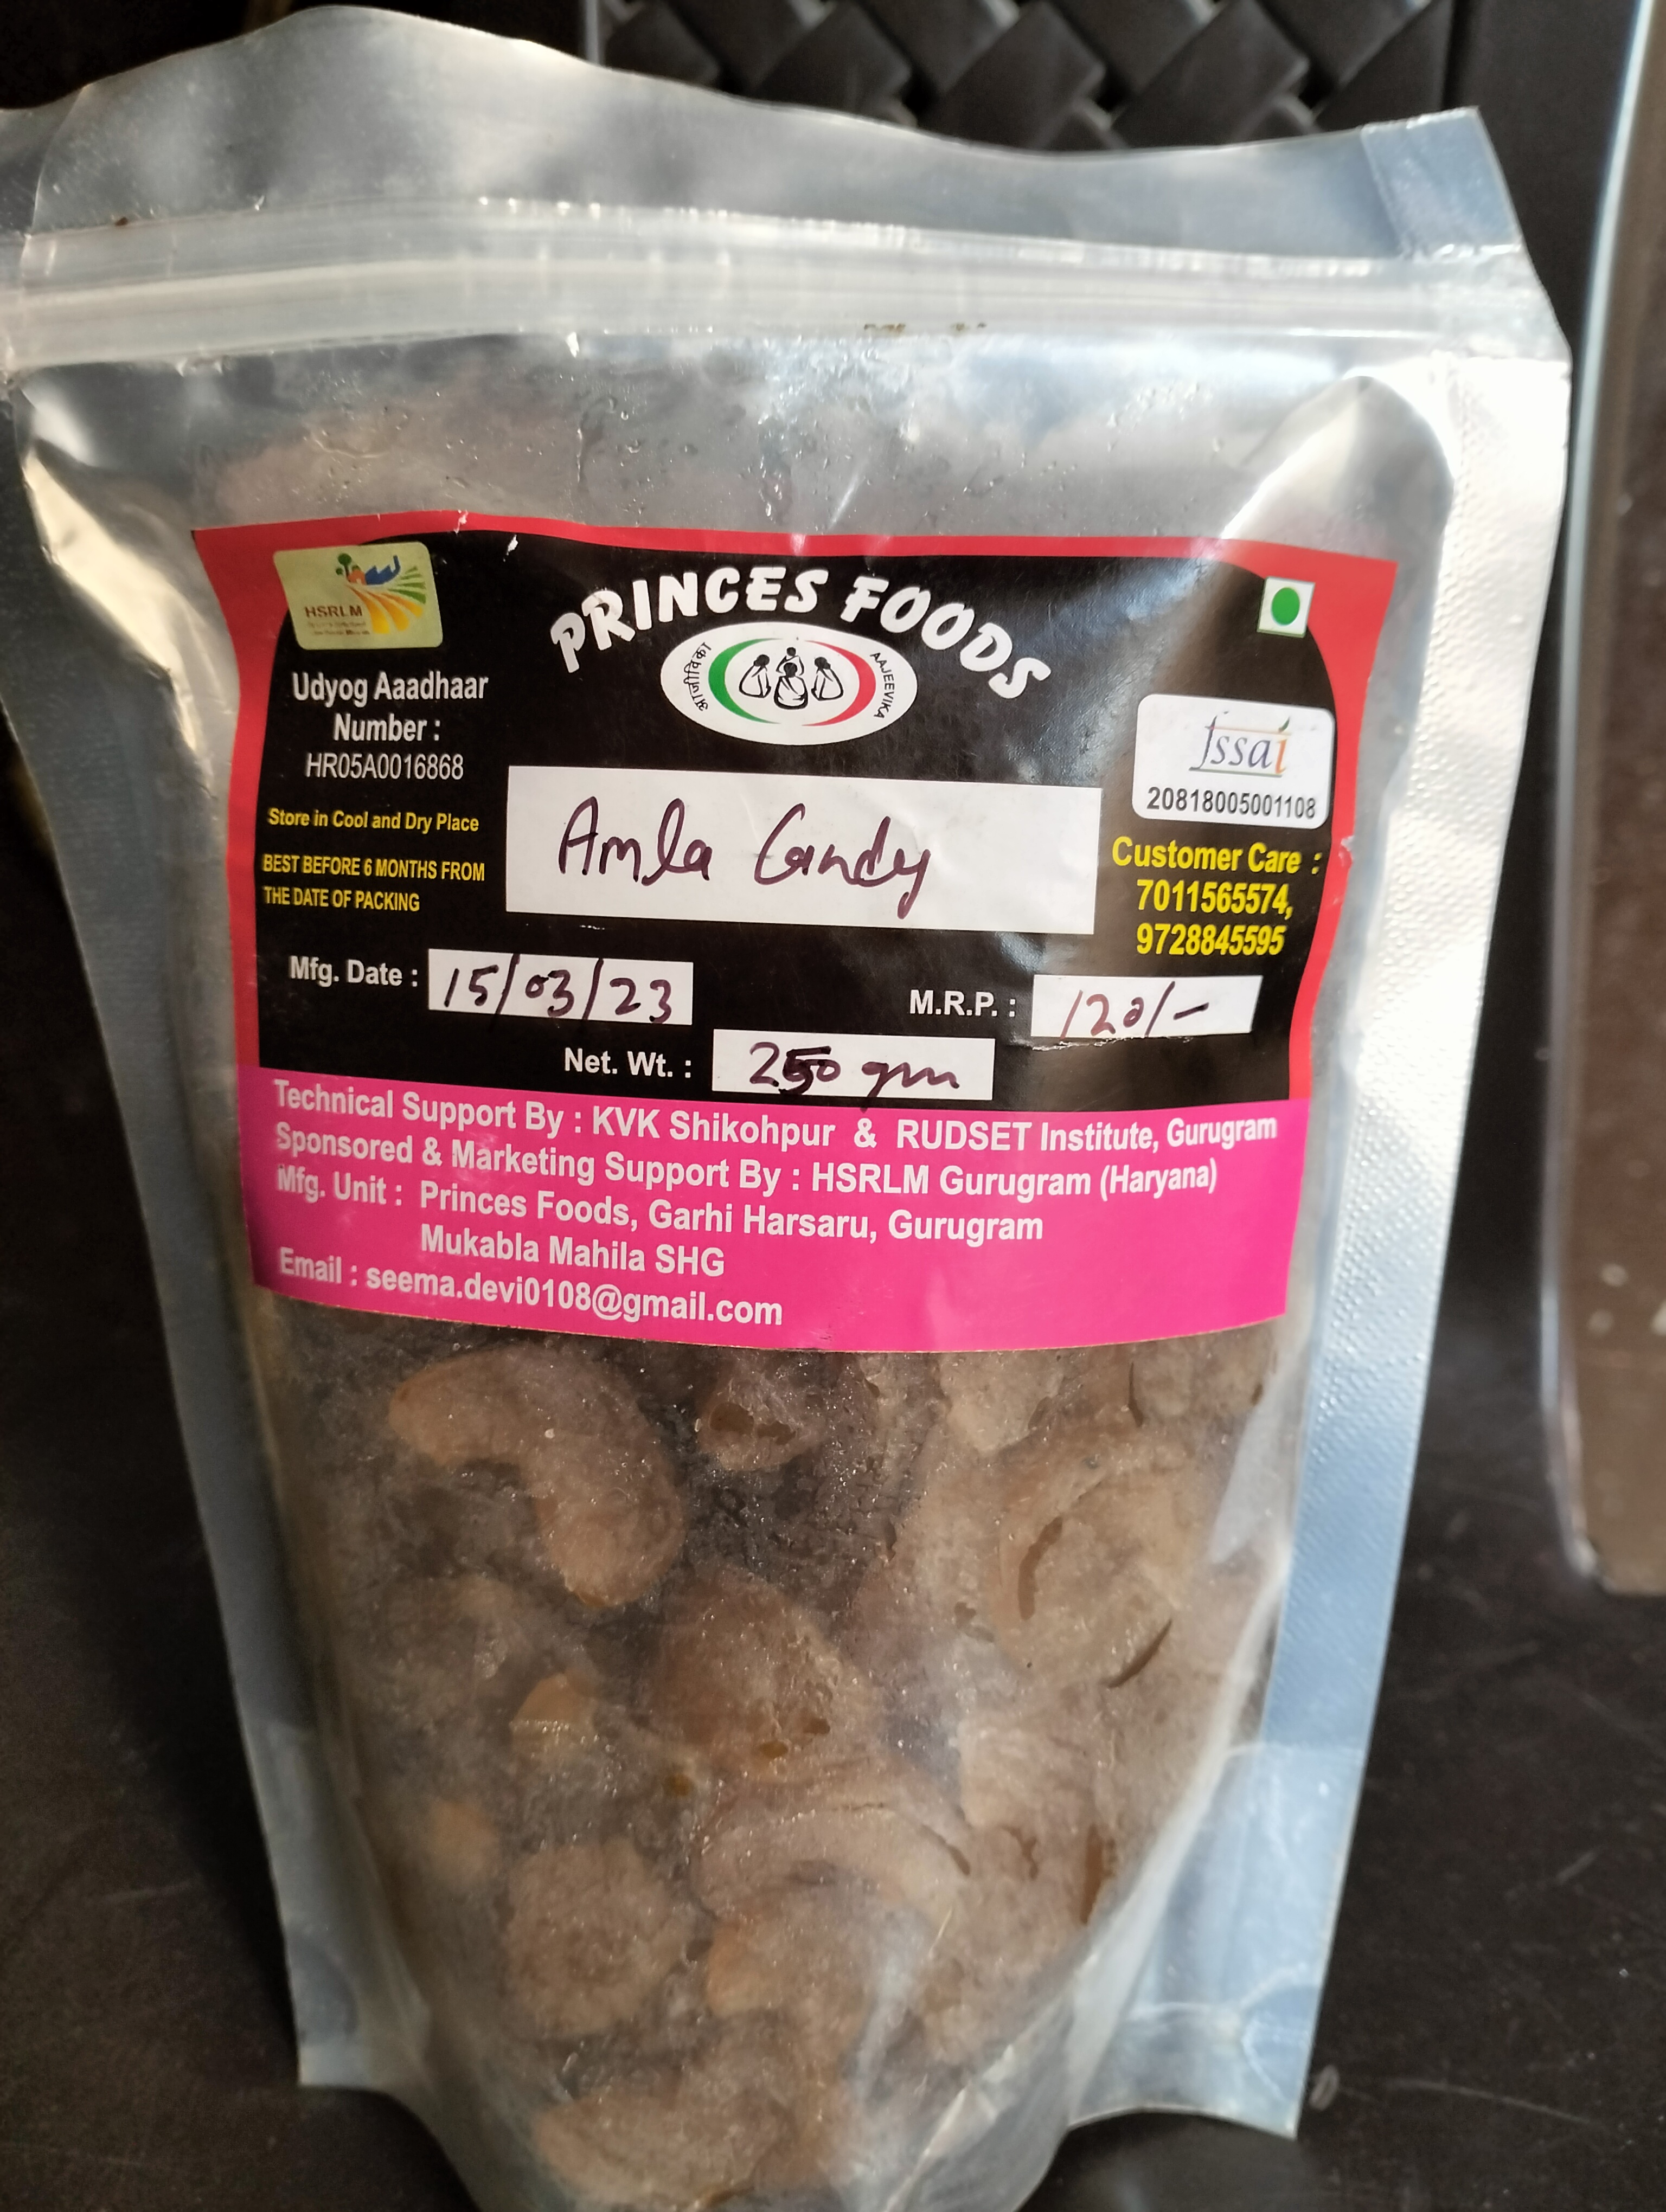 PRINCES FOODS
HSRLM
आजीविका
AAJEEVIKA
Udyog Aaadhaar
Number :
HR05A0016868
fssai
20818005001108
Store in Cool and Dry Place
BEST BEFORE 6 MONTHS FROM
THE DATE OF PACKING
Amla Candy
Customer Care :
7011565574,
9728845595
Mfg. Date : 15/03/23
M.R.P. : 120/-
Net. Wt. : 250 gm
Technical Support By : KVK Shikohpur & RUDSET Institute, Gurugram
Sponsored & Marketing Support By : HSRLM Gurugram (Haryana)
Mfg. Unit : Princes Foods, Garhi Harsaru, Gurugram
Mukabla Mahila SHG
Email : seema.devi0108@gmail.com